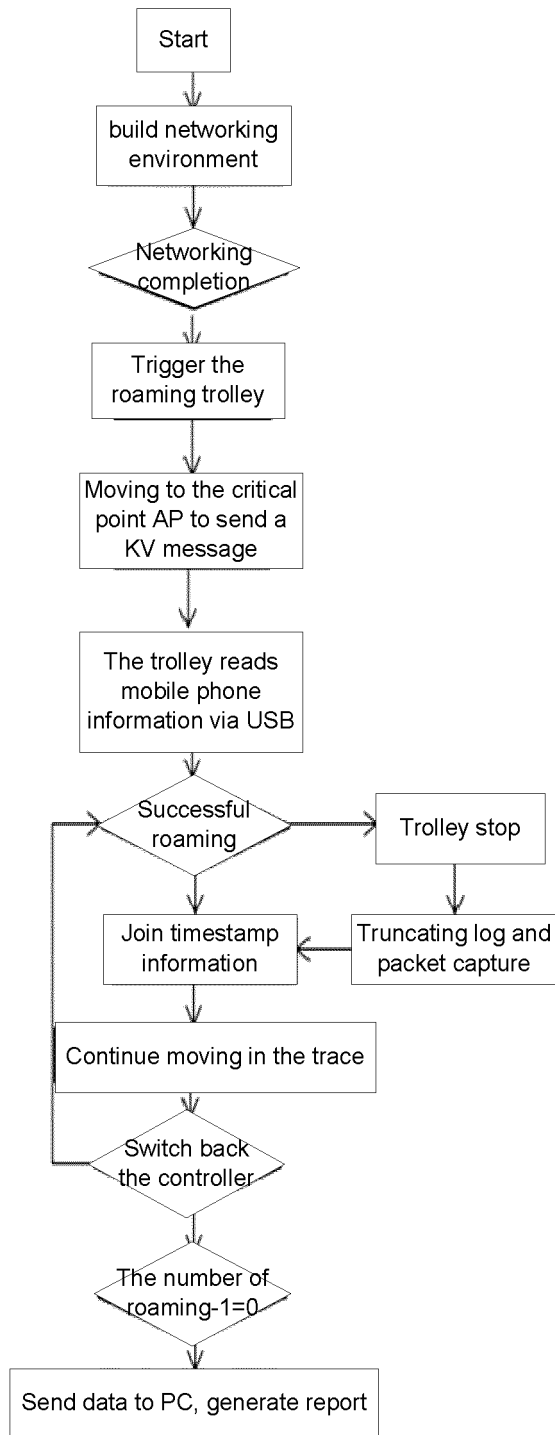 Start
build networking
environment
Networking
completion
Trigger the
roaming trolley
Moving to the critical
point AP to send a
KV message
The trolley reads
mobile phone
information via USB
Successful
roaming
Trolley stop
Join timestamp
information
Truncating log and
packet capture
Continue moving in the trace
Switch back
the controller
The number of
roaming-1=0
Send data to PC, generate report